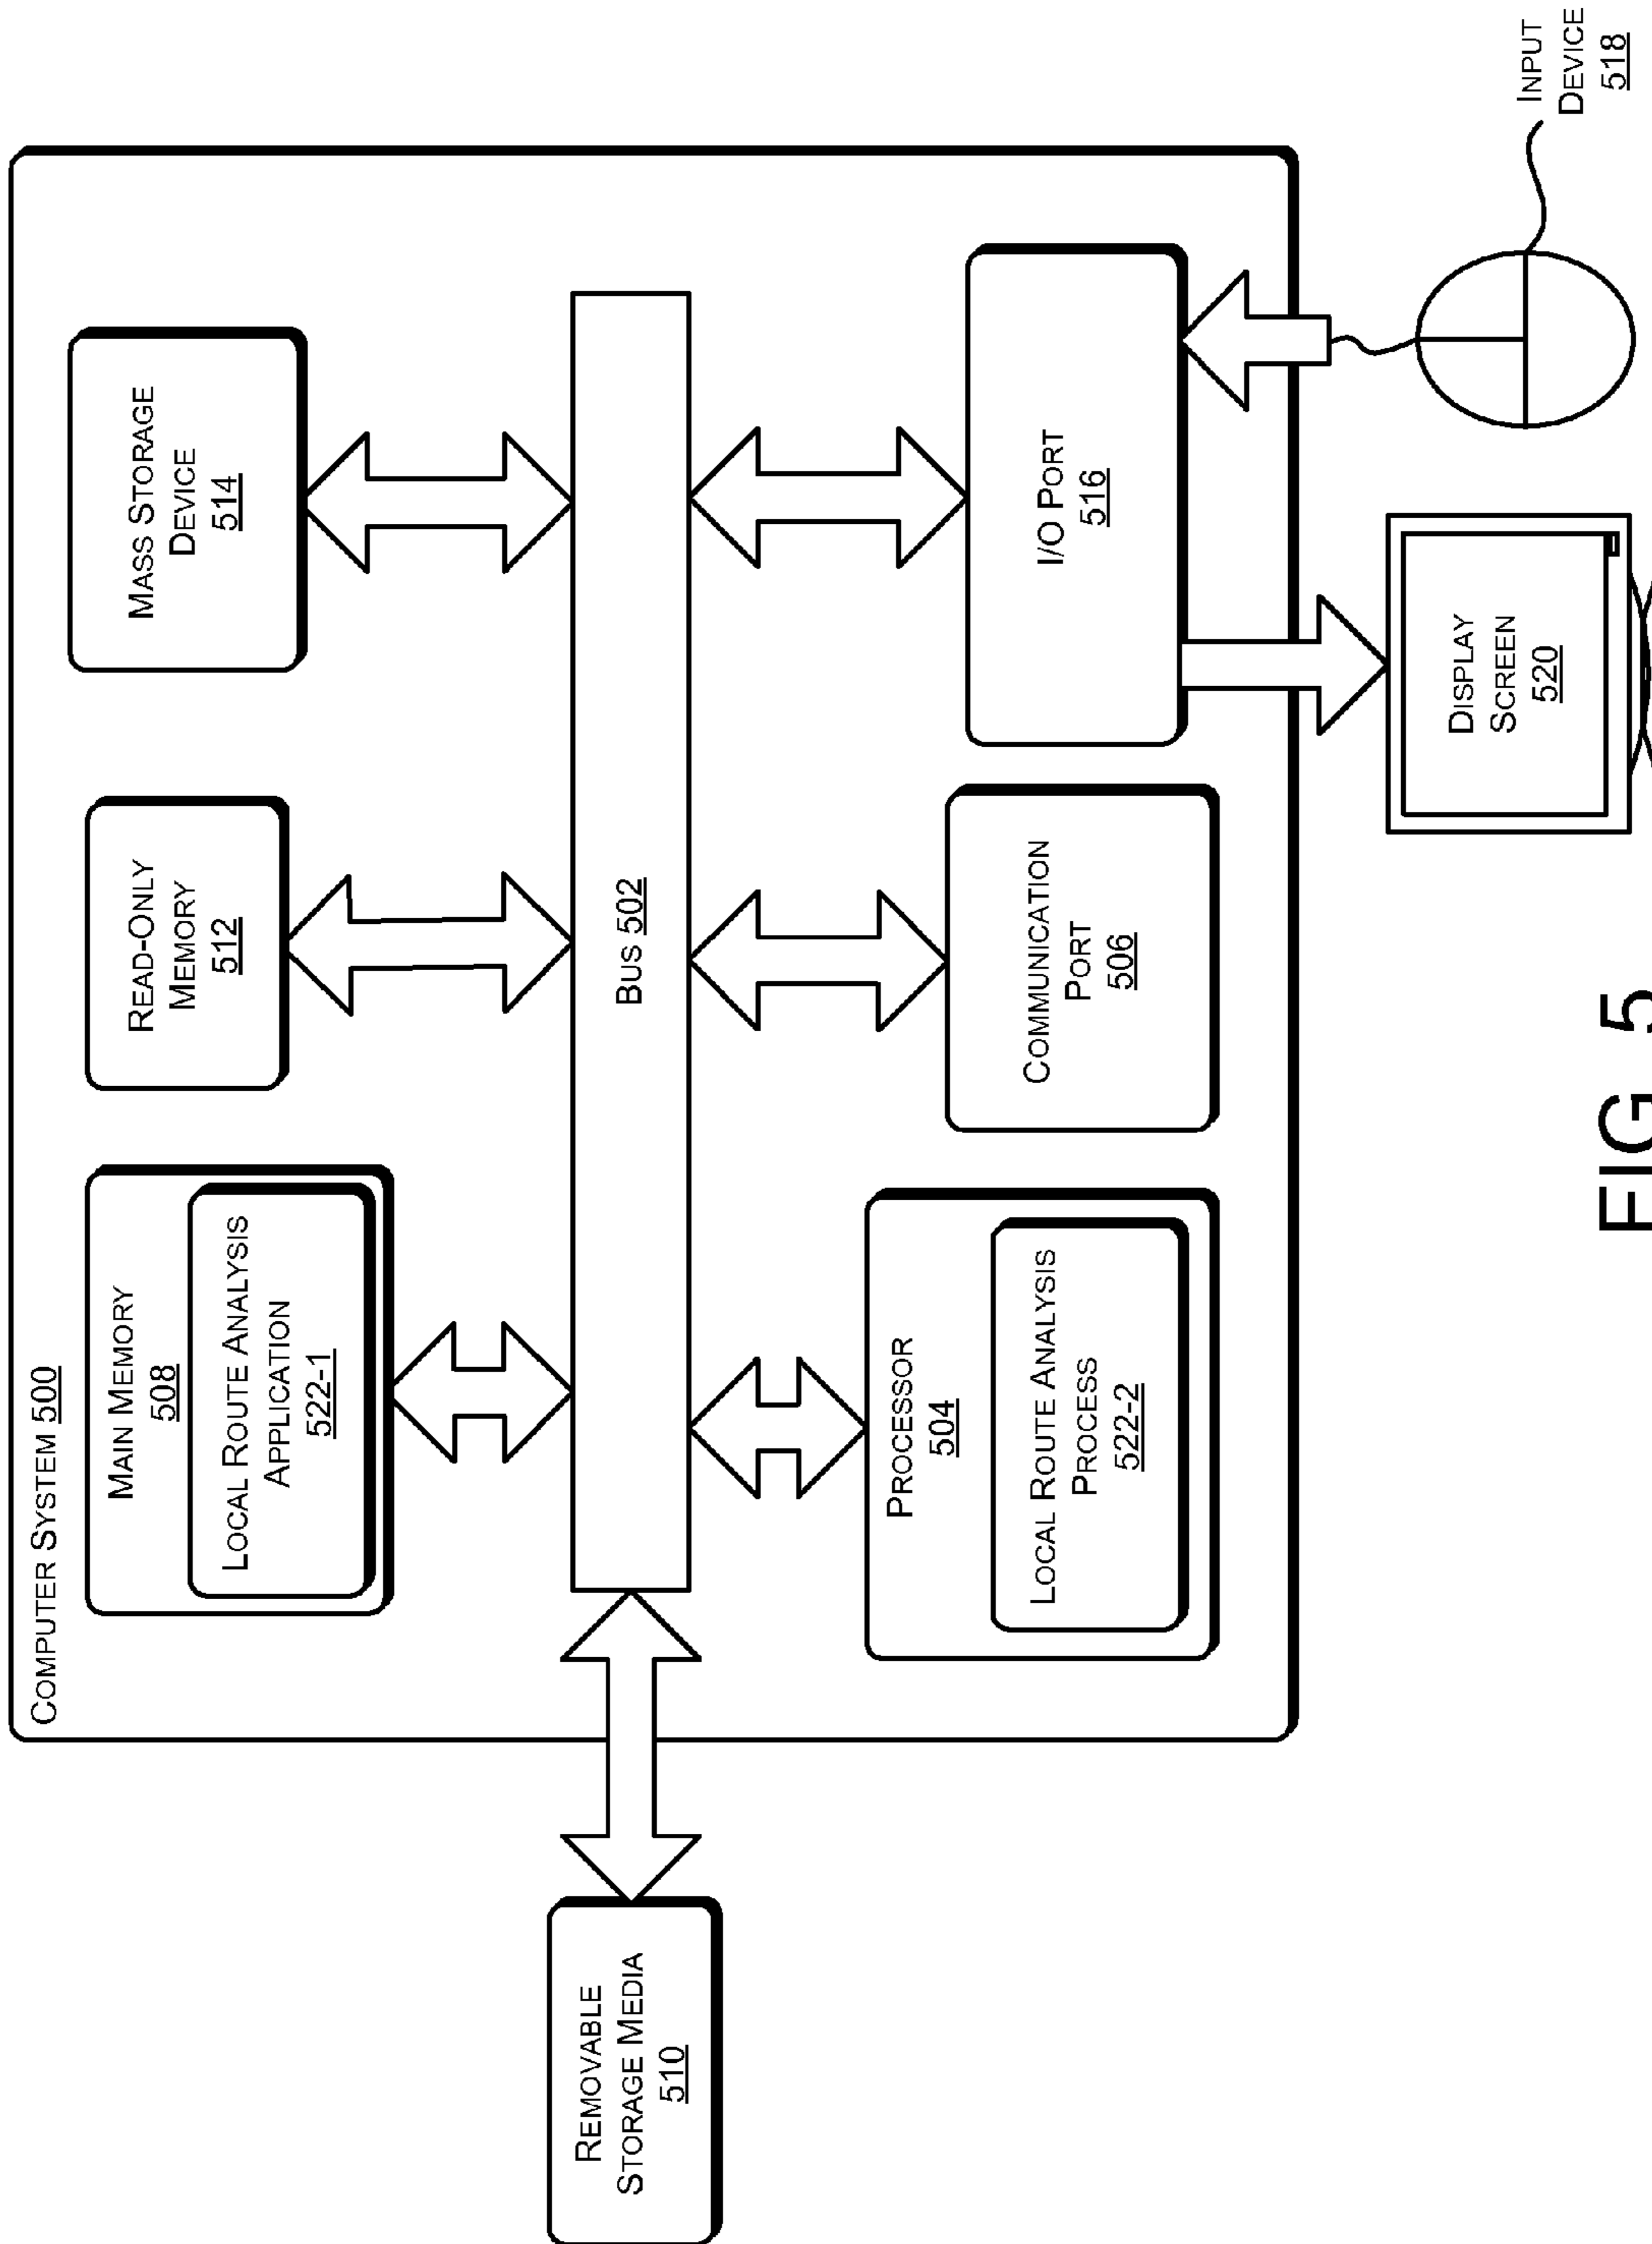 COMPUTER SYSTEM 500
MAIN MEMORY
508
LOCAL ROUTE ANALYSIS
APPLICATION
522-1
READ-ONLY
MEMORY
512
MASS STORAGE
DEVICE
514
REMOVABLE
STORAGE MEDIA
510
BUS 502
PROCESSOR
504
LOCAL ROUTE ANALYSIS
PROCESS
522-2
COMMUNICATION
PORT
506
I/O PORT
516
DISPLAY
SCREEN
520
INPUT
DEVICE
518
FIG 5